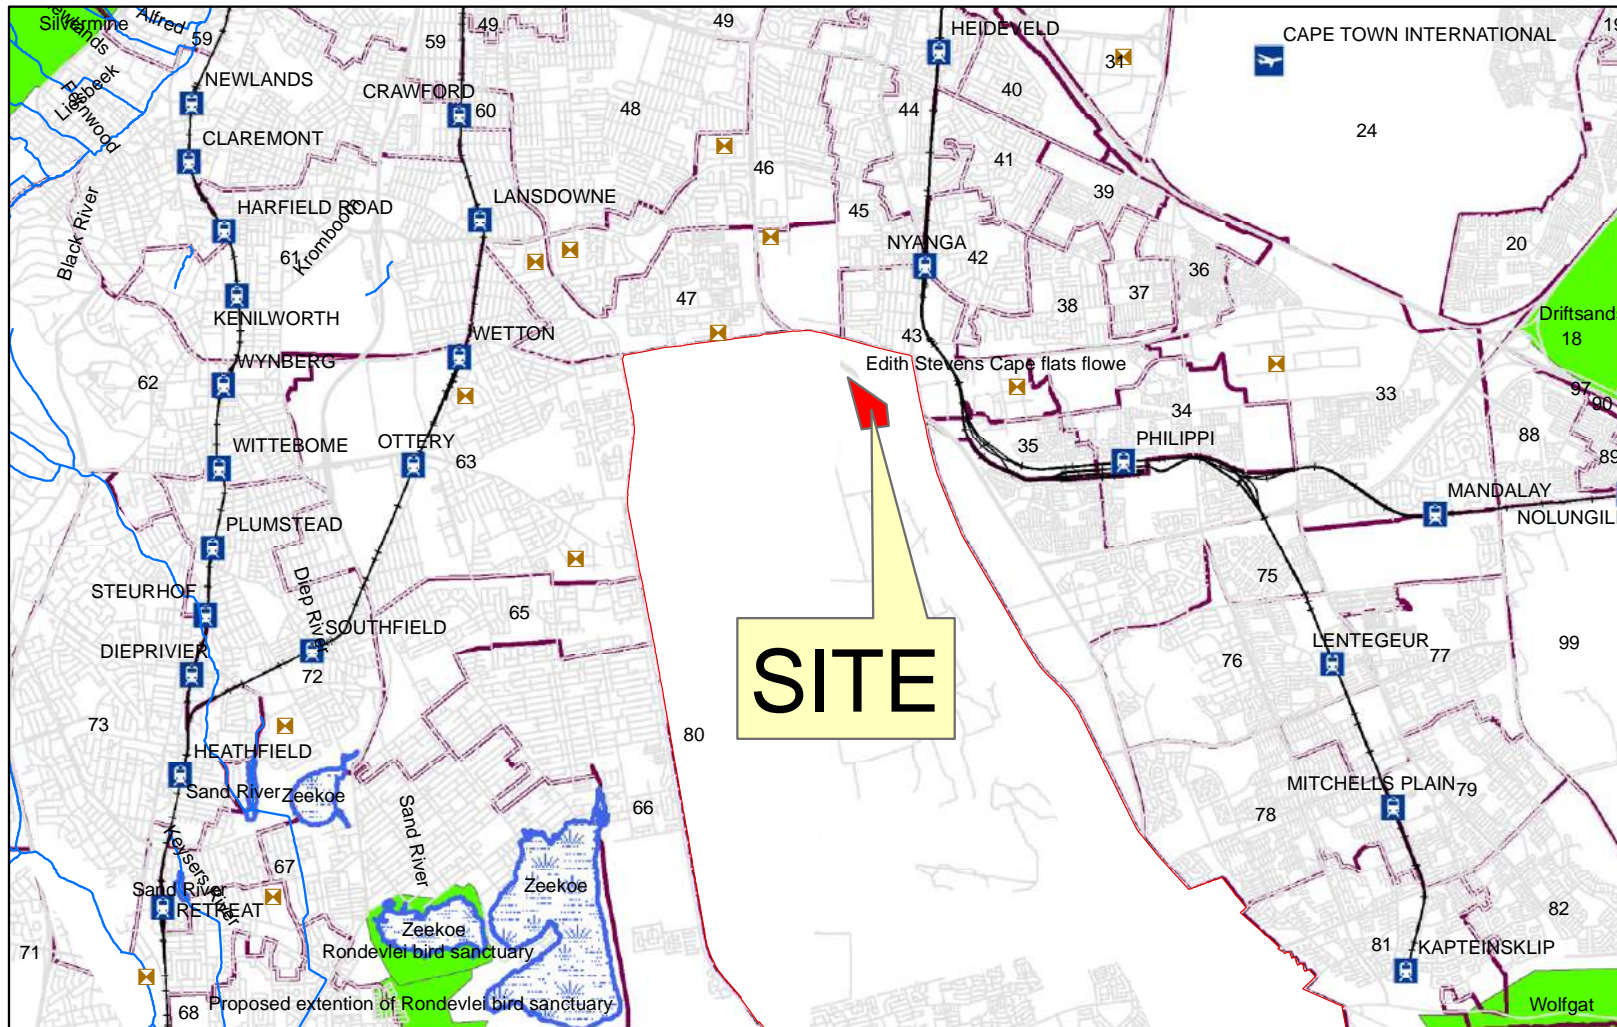 Silvermine
Alfred
59
59
49
49
HEIDEVELD
CAPE TOWN INTERNATIONAL
Newlands
31
NEWLANDS
CRAWFORD
60
48
44
40
24
Liesbeek
Fernwood
CLAREMONT
46
41
39
LANSDOWNE
HARFIELD ROAD
45
Black River
61
Kromboom
NYANGA
42
36
20
KENILWORTH
47
38
37
Driftsand
WETTON
43
18
WYNBERG
Edith Stevens Cape flats flowe
62
33
97
90
34
WITTEBOME
OTTERY
63
35
PHILIPPI
88
89
MANDALAY
PLUMSTEAD
NOLUNGIL
Diep River
75
STEURHOF
65
SOUTHFIELD
DIEPRIVIER
72
SITE
76
LENTEGEUR
77
99
73
80
HEATHFIELD
MITCHELLS PLAIN
79
Sand River
Zeekoe
66
78
Sand River
Keysers River
67
Sand River
RETREAT
Zeekoe
Zeekoe
82
71
Rondevlei bird sanctuary
81
KAPTEINSKLIP
68
Proposed extention of Rondevlei bird sanctuary
Wolfgat